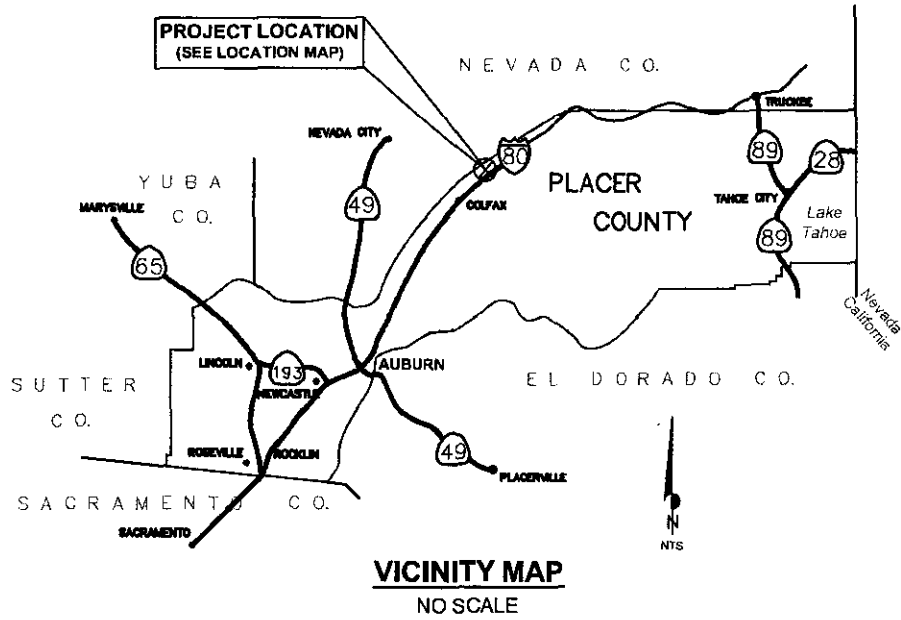 PROJECT LOCATION
(SEE LOCATION MAP)
NEVADA CO.
TRUCKEE
NEVADA CITY
80
89
28
YUBA
CO.
PLACER
COUNTY
49
COLFAX
TAHOE CITY
Lake
Tahoe
MARYSVILLE
89
65
Nevada
California
LINCOLN
193
NEWCASTLE
AUBURN
SUTTER
CO.
EL DORADO CO.
ROSEVILLE
ROCKLIN
49
PLACERVILLE
SACRAMENTO CO.
SACRAMENTO
N
NTS
VICINITY MAP
NO SCALE